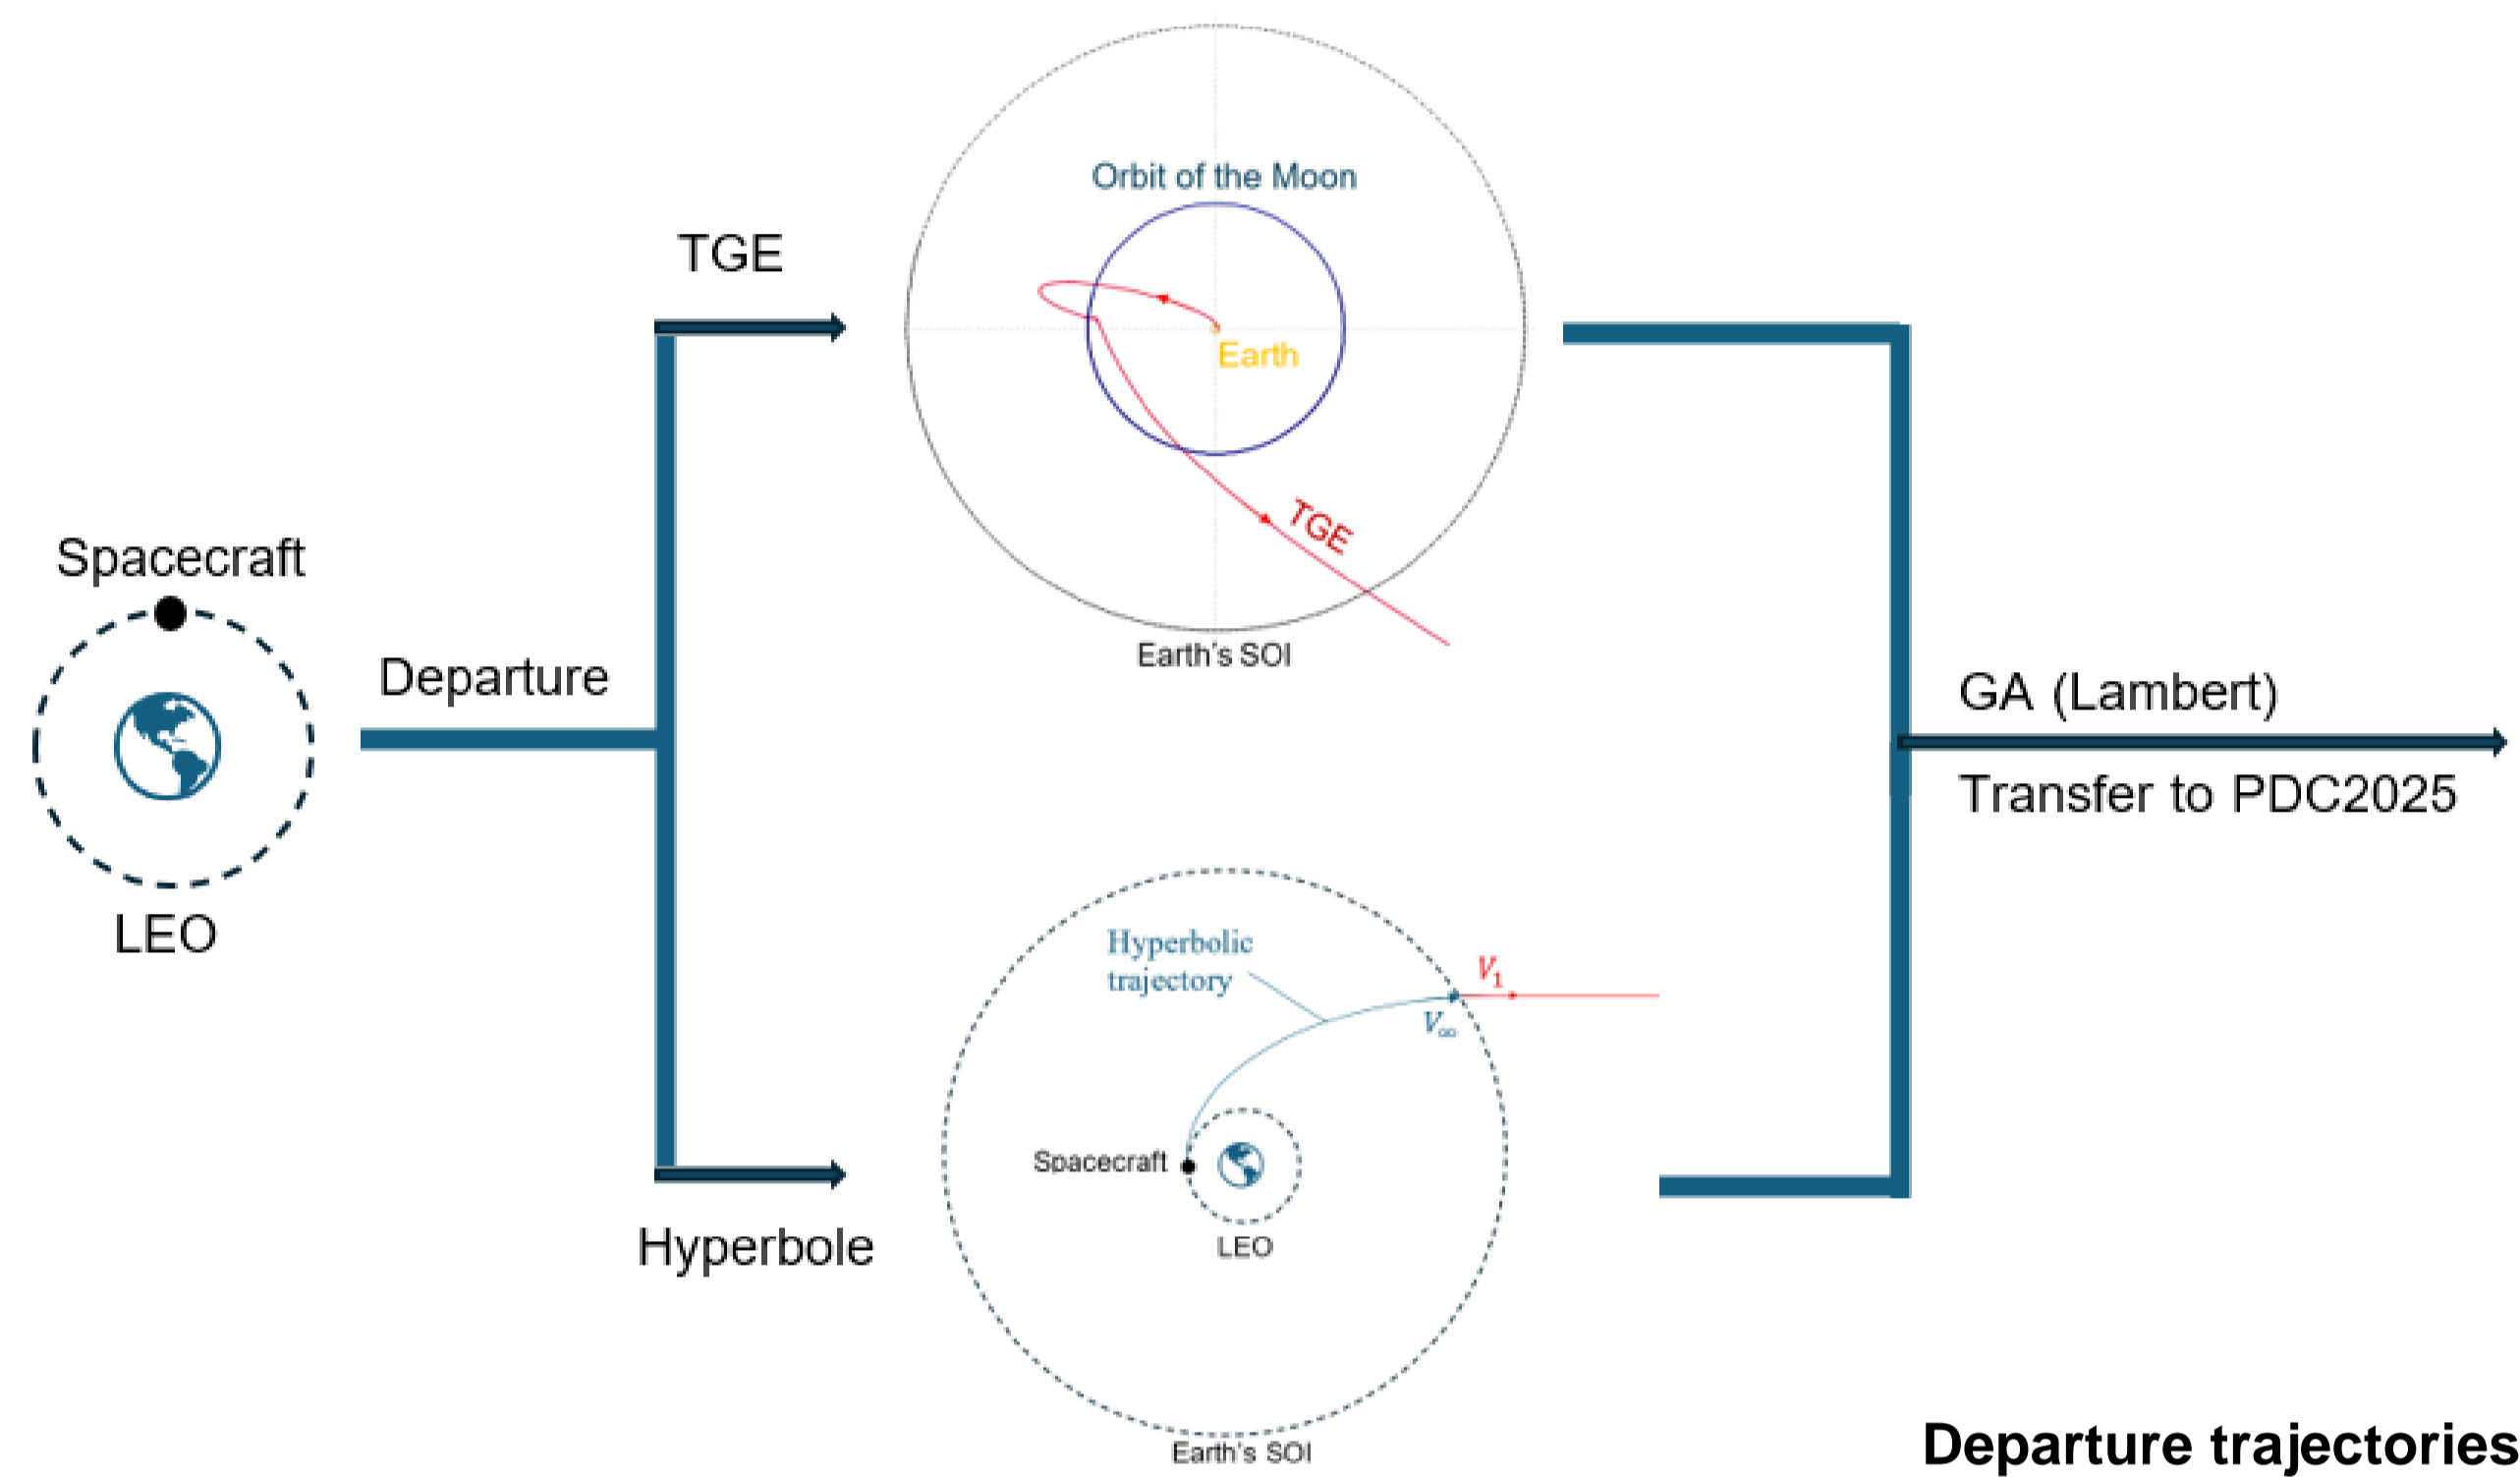 Spacecraft
LEO
Departure
TGE
Orbit of the Moon
Earth
TGE
Earth's SOI
Hyperbole
Hyperbolic
trajectory
V₁
V∞
Spacecraft
LEO
Earth's SOI
GA (Lambert)
Transfer to PDC2025
Departure trajectories